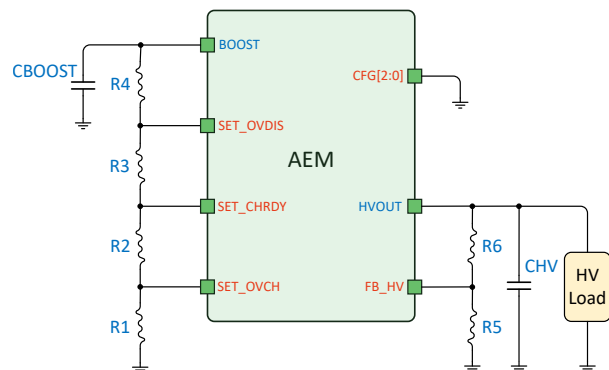 BOOST
CBOOST
R4
CFG[2:0]
SET_OVDIS
AEM
R3
SET_CHRDY
HVOUT
R2
R6
CHV
HV
Load
SET_OVCH
FB_HV
R1
R5